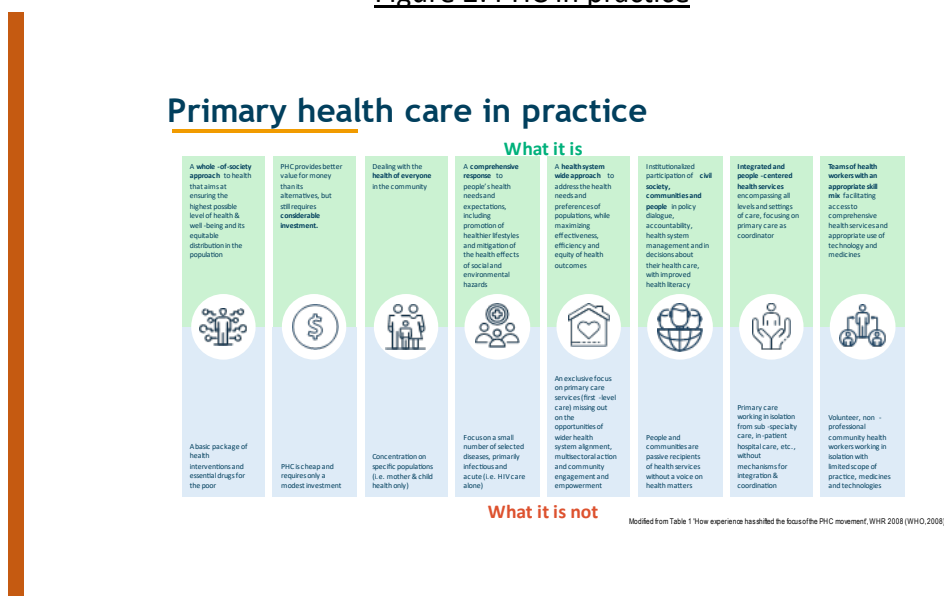 Figure 2: PHC in practice
Primary health care in practice
What it is
A whole -of-society
approach to health
that aims at
ensuring the
highest possible
level of health &
well -being and its
equitable
distribution in the
population
PHC provides better
value for money
than its
alternatives, but
still requires
considerable
investment.
Dealing with the
health of everyone
in the community
A comprehensive
response to
people's health
needs and
expectations,
including
promotion of
healthier lifestyles
and mitigation of
the health effects
of social and
environmental
hazards
A health system
wide approach to
address the health
needs and
preferences of
populations, while
maximizing
effectiveness,
efficiency and
equity of health
outcomes
Institutionalized
participation of civil
society,
communities and
people in policy
dialogue,
accountability,
health system
management and in
decisions about
their health care,
with improved
health literacy
Integrated and
people -centered
health services
encompassing all
levels and settings
of care, focusing on
primary care as
coordinator
Teams of health
workers with an
appropriate skill
mix facilitating
access to
comprehensive
health services and
appropriate use of
technology and
medicines
A basic package of
health
interventions and
essential drugs for
the poor
PHC is cheap and
requires only a
modest investment
Concentration on
specific populations
(i.e. mother & child
health only)
Focus on a small
number of selected
diseases, primarily
infectious and
acute (i.e. HIV care
alone)
An exclusive focus
on primary care
services (first -level
care) missing out
on the
opportunities of
wider health
system alignment,
multisectoral action
and community
engagement and
empowerment
People and
communities are
passive recipients
of health services
without a voice on
health matters
Primary care
working in isolation
from sub -specialty
care, in -patient
hospital care, etc.,
without
mechanisms for
integration &
coordination
Volunteer, non -
professional
community health
workers working in
isolation with
limited scope of
practice, medicines
and technologies
What it is not
Modified from Table 1 'How experience has shifted the focus of the PHC movement', WHR 2008 (WHO, 2008)